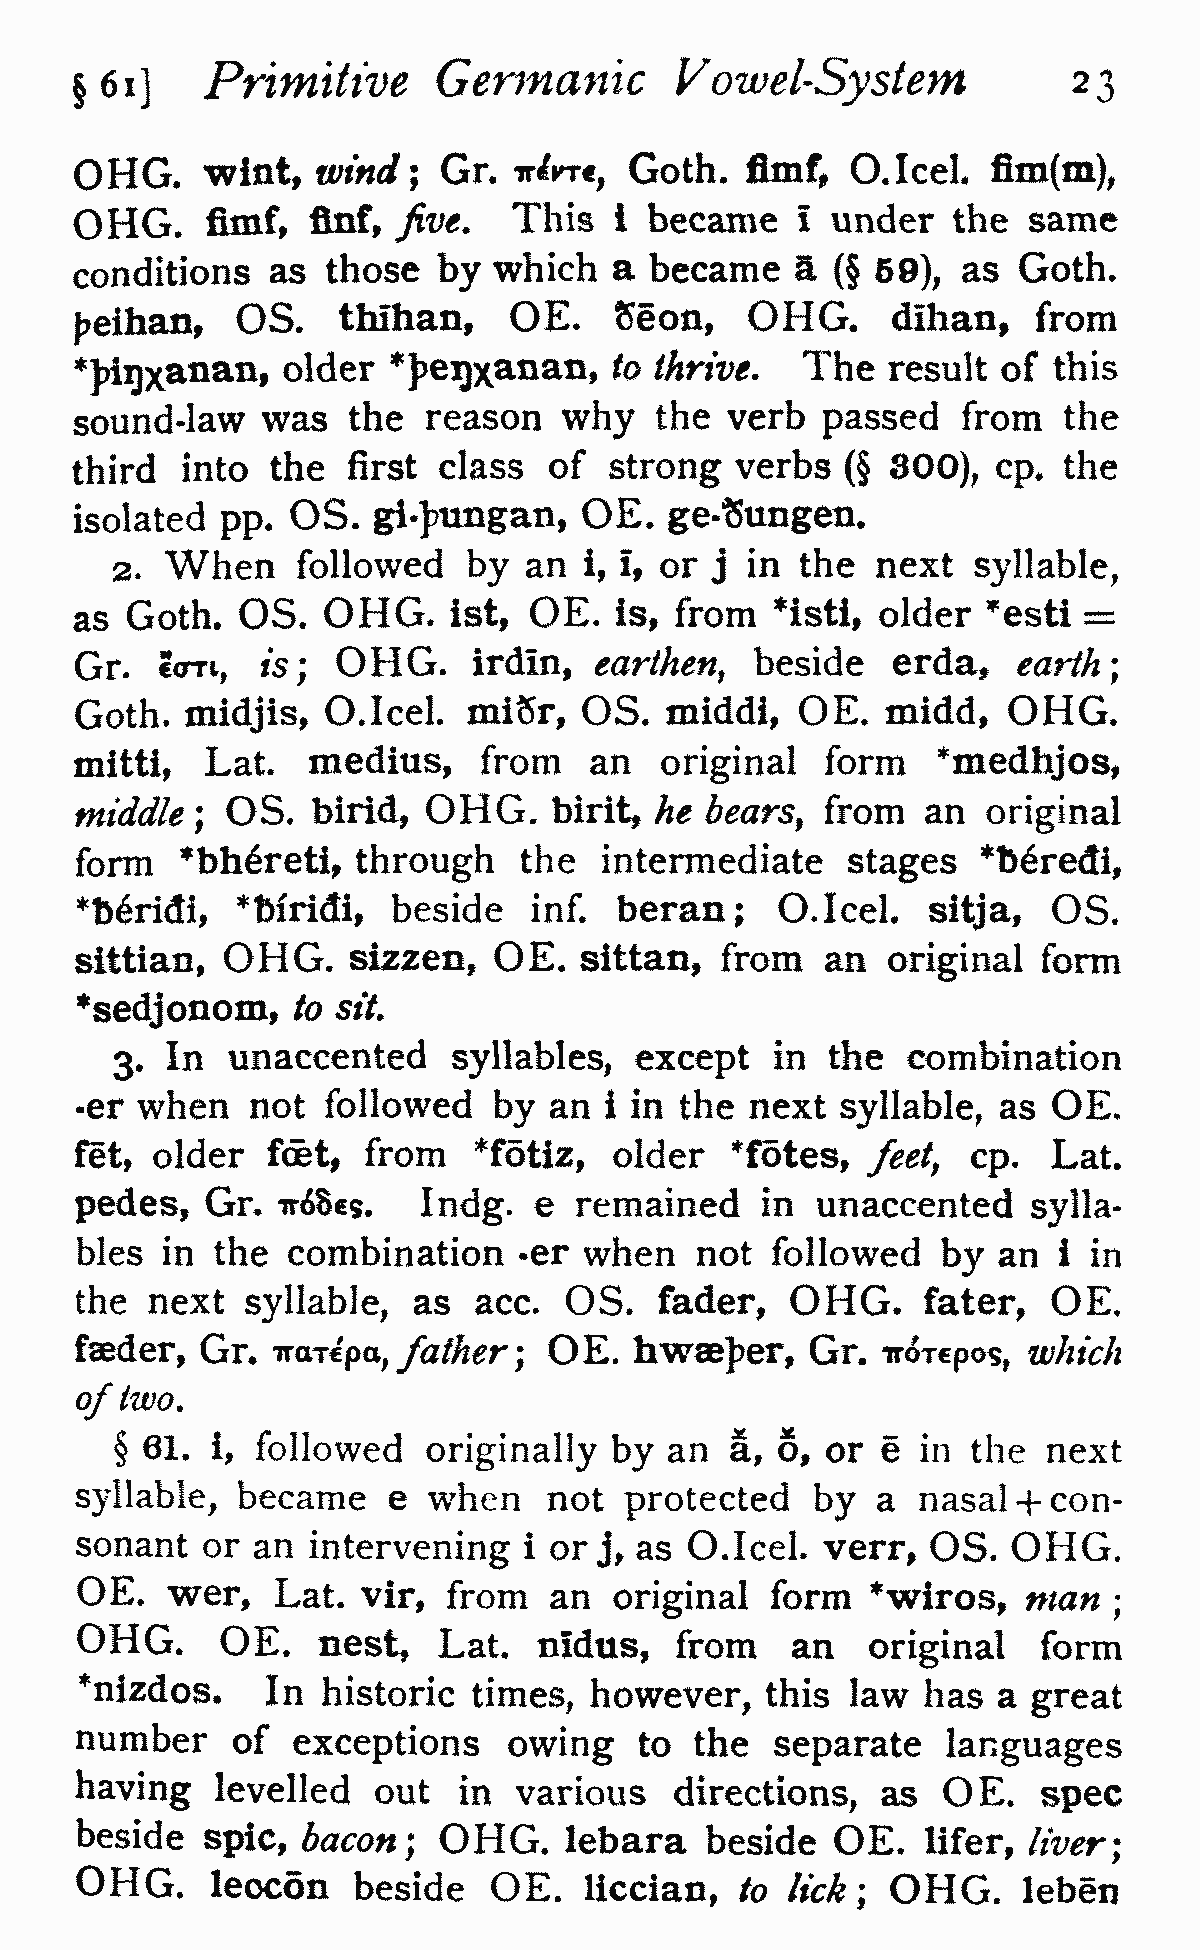 § 61] Primitive Germanic Vowel-System 23
OHG. wint, wind; Gr. πέντε, Goth. fimf, O.Icel. fim(m),
OHG. fimf, finf, five. This i became ī under the same
conditions as those by which a became ā (§ 59), as Goth.
þeihan, OS. thīhan, OE. ðēon, OHG. dīhan, from
*þiŋχanan, older *þeŋχanan, to thrive. The result of this
sound-law was the reason why the verb passed from the
third into the first class of strong verbs (§ 300), cp. the
isolated pp. OS. gi-þungan, OE. ge-ðungen.
2. When followed by an i, ī, or j in the next syllable,
as Goth. OS. OHG. ist, OE. is, from *isti, older *esti =
Gr. ἔστι, is; OHG. irdīn, earthen, beside erda, earth;
Goth. midjis, O.Icel. miðr, OS. middi, OE. midd, OHG.
mitti, Lat. medius, from an original form *medhjos,
middle; OS. birid, OHG. birit, he bears, from an original
form *bhéreti, through the intermediate stages *ƀéređi,
*ƀériđi, *ƀíriđi, beside inf. beran; O.Icel. sitja, OS.
sittian, OHG. sizzen, OE. sittan, from an original form
*sedjonom, to sit.
3. In unaccented syllables, except in the combination
-er when not followed by an i in the next syllable, as OE.
fēt, older fœ̄t, from *fōtiz, older *fōtes, feet, cp. Lat.
pedes, Gr. πόδες. Indg. e remained in unaccented sylla-
bles in the combination -er when not followed by an i in
the next syllable, as acc. OS. fader, OHG. fater, OE.
fæder, Gr. πατέρα, father; OE. hwæþer, Gr. πότερος, which
of two.
§ 61. i, followed originally by an ā̆, ō̆, or ē in the next
syllable, became e when not protected by a nasal + con-
sonant or an intervening i or j, as O.Icel. verr, OS. OHG.
OE. wer, Lat. vir, from an original form *wiros, man;
OHG. OE. nest, Lat. nīdus, from an original form
*nizdos. In historic times, however, this law has a great
number of exceptions owing to the separate languages
having levelled out in various directions, as OE. spec
beside spic, bacon; OHG. lebara beside OE. lifer, liver;
OHG. leccōn beside OE. liccian, to lick; OHG. lebēn